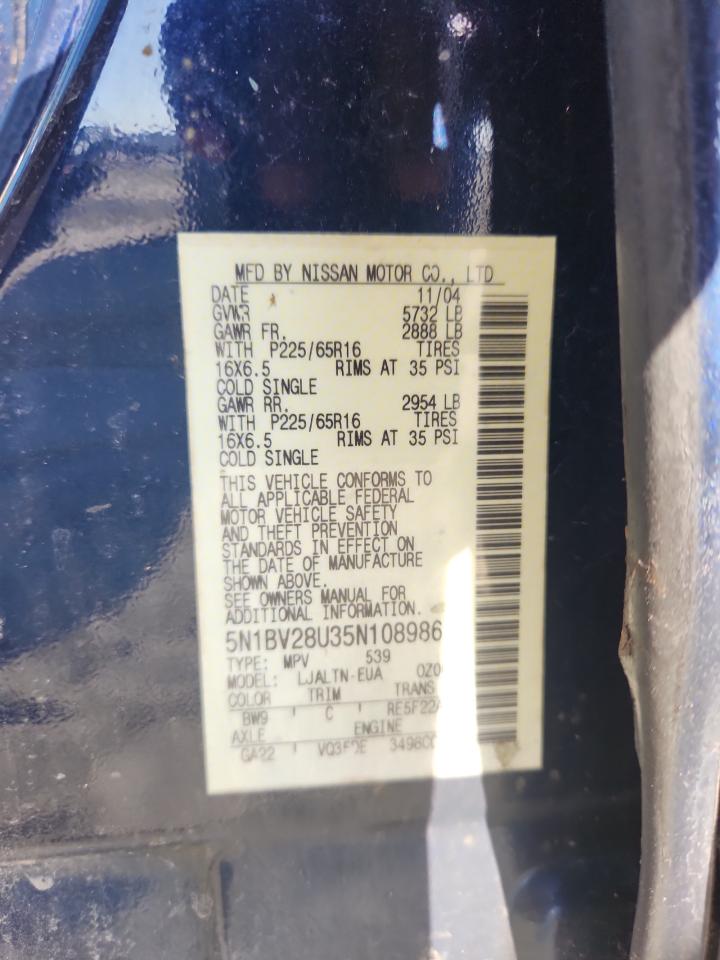 MFD BY NISSAN MOTOR CO., LTD
DATE 11/04
GVWR 5732 LB
GAWR FR. 2888 LB
WITH P225/65R16 TIRES
16X6.5 RIMS AT 35 PSI
COLD SINGLE
GAWR RR. 2954 LB
WITH P225/65R16 TIRES
16X6.5 RIMS AT 35 PSI
COLD SINGLE
THIS VEHICLE CONFORMS TO
ALL APPLICABLE FEDERAL
MOTOR VEHICLE SAFETY
AND THEFT PREVENTION
STANDARDS IN EFFECT ON
THE DATE OF MANUFACTURE
SHOWN ABOVE.
SEE OWNERS MANUAL FOR
ADDITIONAL INFORMATION.
5N1BV28U35N108986
TYPE: MPV 539
MODEL: LJALTN-EUA
COLOR TRIM TRANS
BW9 C
AXLE ENGINE
GA22 VQ35DE